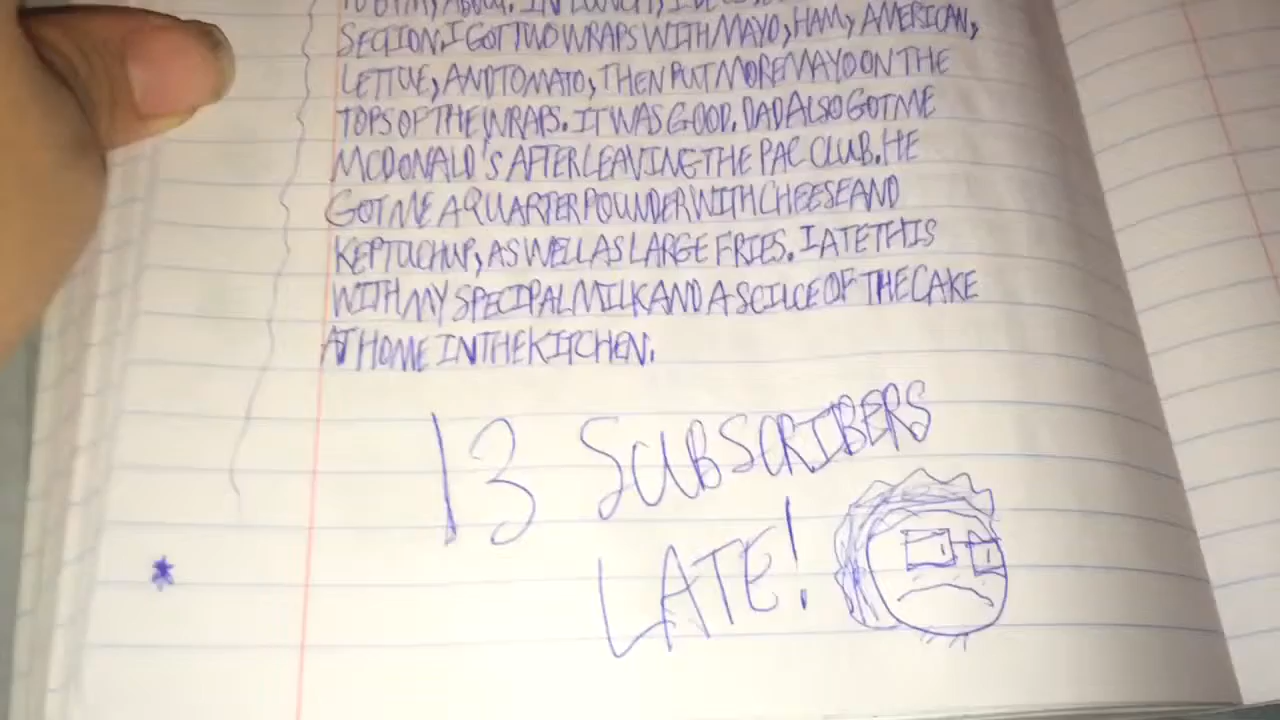 SECTION, I GOT TWO WRAPS WITH MAYO, HAM, AMERICAN,
LETTUE, AND TOMATO, THEN PUT MORE MAYO ON THE
TOPS OF THE WRAPS. IT WAS GOOD. DAD ALSO GOT ME
MCDONALD'S AFTER LEAVING THE PAC CLUB. HE
GOT ME A QUARTER POUNDER WITH CHEESE AND
KEPTUCHUP, AS WELL AS LARGE FRIES. I ATE THIS
WITH MY SPECIPAL MILK AND A SCILCE OF THE CAKE
AT HOME IN THE KITCHEN.
13 SUBSCRIBERS
LATE!